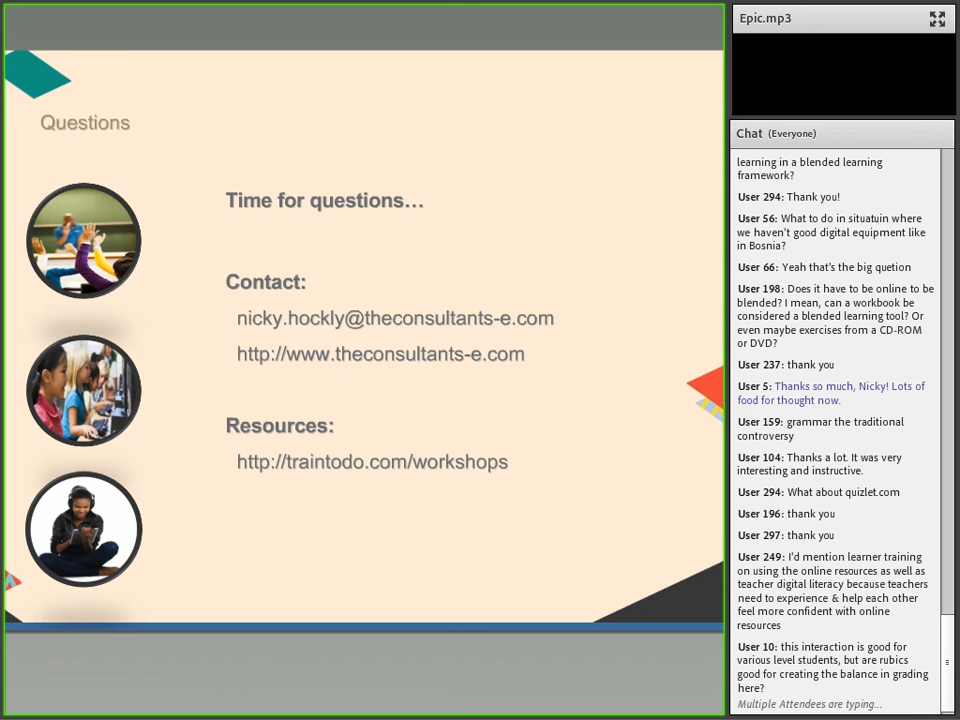 Questions
Time for questions…
Contact:
nicky.hockly@theconsultants-e.com
http://www.theconsultants-e.com
Resources:
http://traintodo.com/workshops
Epic.mp3
Chat (Everyone)
learning in a blended learning
framework?
User 294: Thank you!
User 56: What to do in situatuin where
we haven't good digital equipment like
in Bosnia?
User 66: Yeah that's the big quetion
User 198: Does it have to be online to be
blended? I mean, can a workbook be
considered a blended learning tool? Or
even maybe exercises from a CD-ROM
or DVD?
User 237: thank you
User 5: Thanks so much, Nicky! Lots of
food for thought now.
User 159: grammar the traditional
controversy
User 104: Thanks a lot. It was very
interesting and instructive.
User 294: What about quizlet.com
User 196: thank you
User 297: thank you
User 249: I'd mention learner training
on using the online resources as well as
teacher digital literacy because teachers
need to experience & help each other
feel more confident with online
resources
User 10: this interaction is good for
various level students, but are rubics
good for creating the balance in grading
here?
Multiple Attendees are typing...